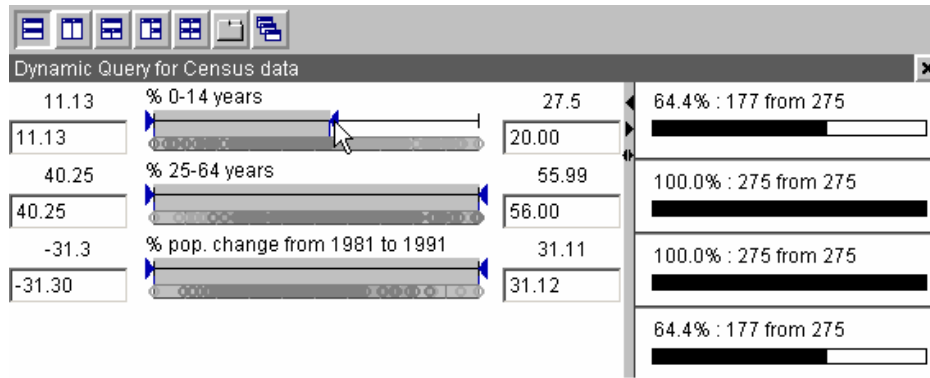 Dynamic Query for Census data
11.13 % 0-14 years 27.5 64.4% : 177 from 275
11.13 20.00
40.25 % 25-64 years 55.99 100.0% : 275 from 275
40.25 56.00
-31.3 % pop. change from 1981 to 1991 31.11 100.0% : 275 from 275
-31.30 31.12
64.4% : 177 from 275